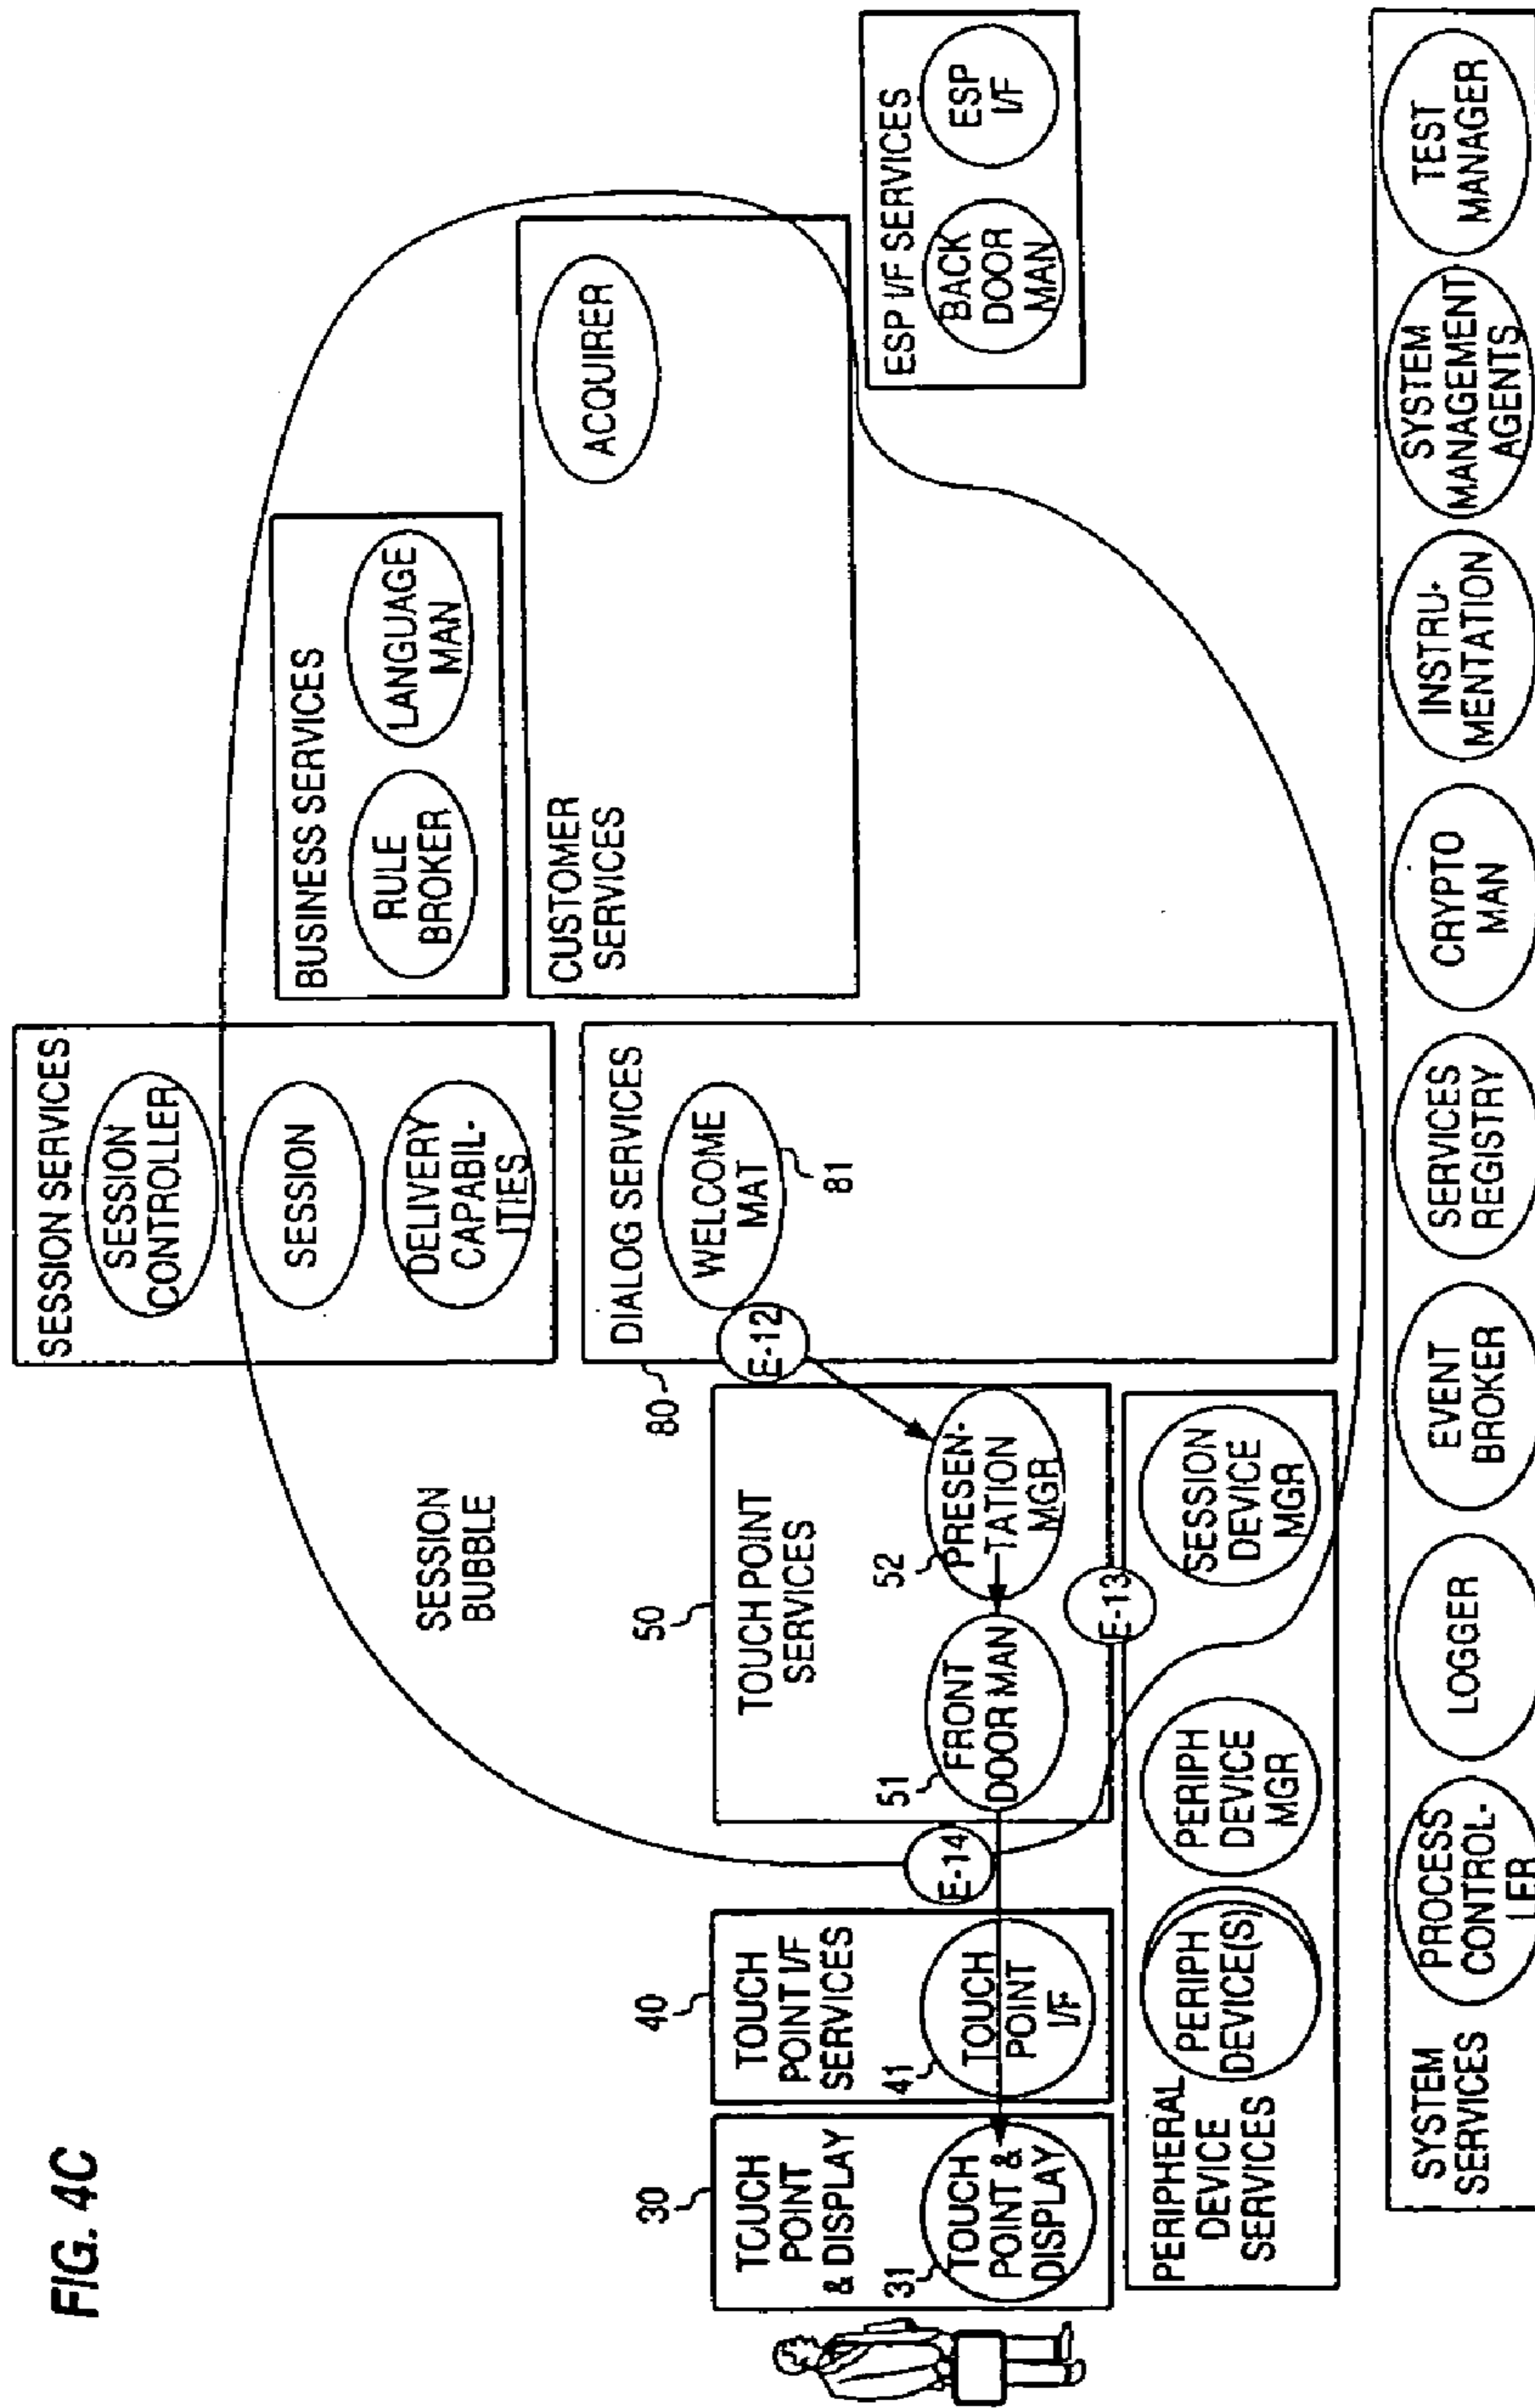 FIG. 4C
SESSION SERVICES
SESSION
CONTROLLER
SESSION
DELIVERY
CAPABIL-
ITIES
BUSINESS SERVICES
RULE
BROKER
LANGUAGE
MAN
SESSION
BUBBLE
CUSTOMER
SERVICES
ACQUIRER
DIALOG SERVICES
WELCOME
MAT
81
80
E-12
30
TOUCH
POINT
& DISPLAY
31
TOUCH
POINT &
DISPLAY
40
TOUCH
POINT I/F
SERVICES
41
TOUCH
POINT
I/F
E-14
50
TOUCH POINT
SERVICES
51
FRONT
DOOR MAN
52
PRESEN-
TATION
MGR
E-13
ESP I/F SERVICES
BACK
DOOR
MAN
ESP
I/F
PERIPHERAL
DEVICE
SERVICES
PERIPH
DEVICE(S)
PERIPH
DEVICE
MGR
SESSION
DEVICE
MGR
SYSTEM
SERVICES
PROCESS
CONTROL-
LER
LOGGER
EVENT
BROKER
SERVICES
REGISTRY
CRYPTO
MAN
INSTRU-
MENTATION
SYSTEM
MANAGEMENT
AGENTS
TEST
MANAGER